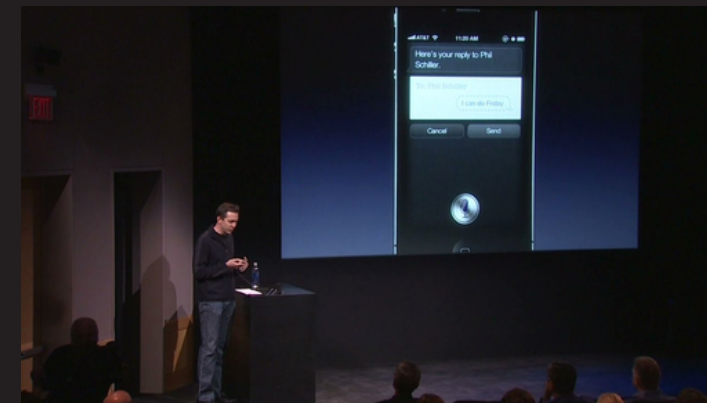 EXIT
AT&T 11:20 AM
Here's your reply to Phil
Schiller.
To: Phil Schiller
I can do Friday
Cancel Send